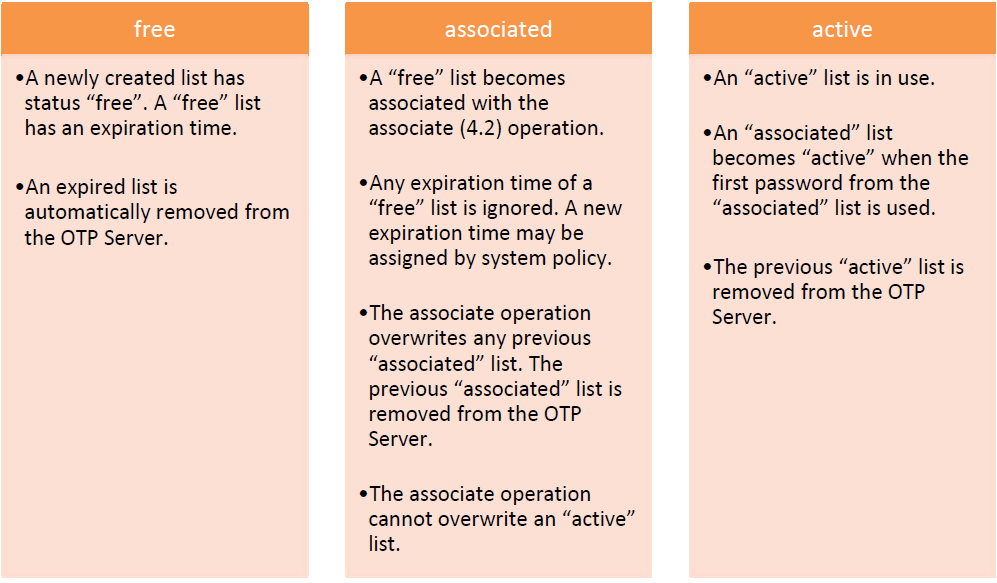 free
•A newly created list has
status “free”. A “free” list
has an expiration time.
•An expired list is
automatically removed from
the OTP Server.
associated
•A “free” list becomes
associated with the
associate (4.2) operation.
•Any expiration time of a
“free” list is ignored. A new
expiration time may be
assigned by system policy.
•The associate operation
overwrites any previous
“associated” list. The
previous “associated” list is
removed from the OTP
Server.
•The associate operation
cannot overwrite an “active”
list.
active
•An “active” list is in use.
•An “associated” list
becomes “active” when the
first password from the
“associated” list is used.
•The previous “active” list is
removed from the OTP
Server.